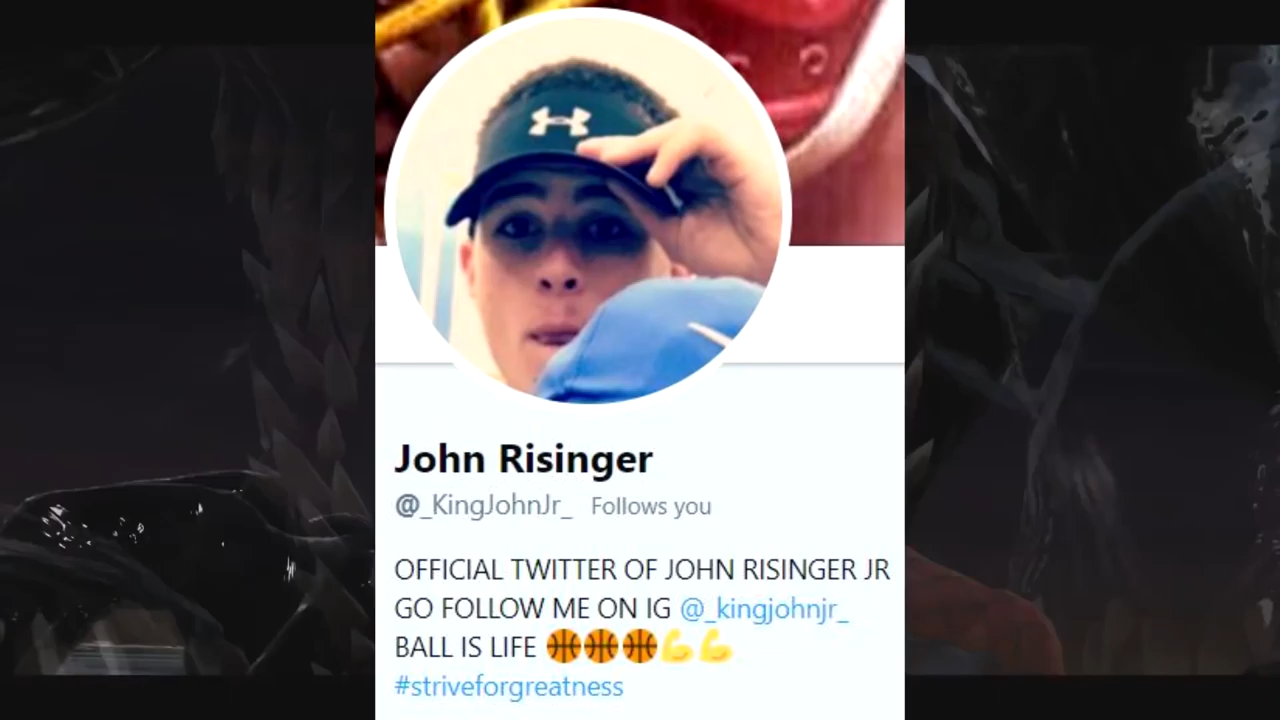 John Risinger
@_KingJohnJr_ Follows you
OFFICIAL TWITTER OF JOHN RISINGER JR
GO FOLLOW ME ON IG @_kingjohnjr_
BALL IS LIFE 🏀🏀🏀💪💪
#striveforgreatness